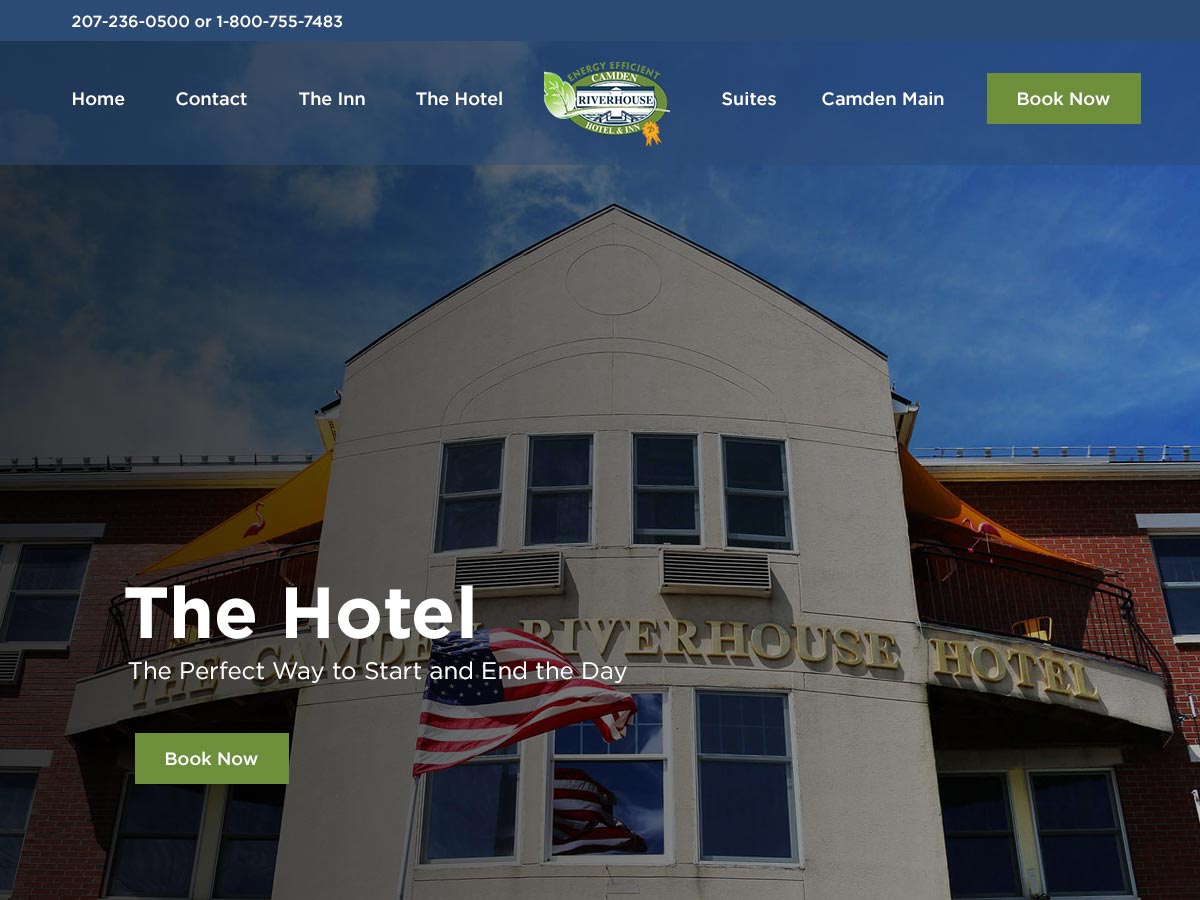 207-236-0500 or 1-800-755-7483
Home
Contact
The Inn
The Hotel
ENERGY EFFICIENT
CAMDEN
RIVERHOUSE
HOTEL & INN
Suites
Camden Main
Book Now
The Hotel
THE CAMDEN RIVERHOUSE HOTEL
The Perfect Way to Start and End the Day
Book Now